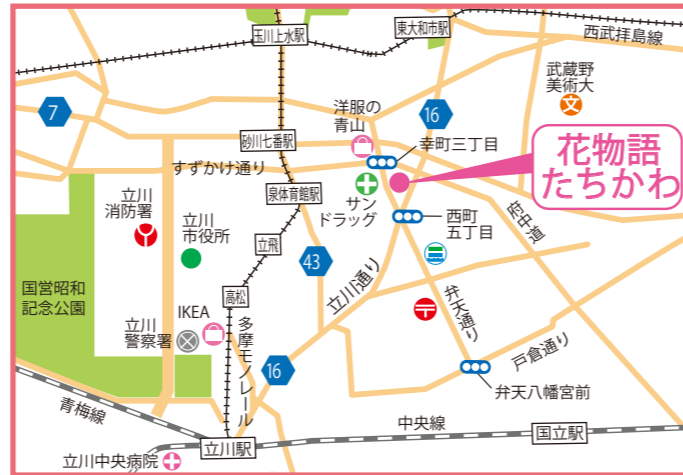 玉川上水駅
東大和市駅
西武拝島線
武蔵野
美術大
文
7
洋服の
青山
16
砂川七番駅
幸町三丁目
花物語
たちかわ
すずかけ通り
泉体育館駅
サン
ドラッグ
西町
五丁目
府中道
立川
消防署
立川
市役所
立飛
43
立川通り
国営昭和
記念公園
高松
IKEA
立川
警察署
多摩モノレール
弁天通り
戸倉通り
16
弁天八幡宮前
青梅線
中央線
立川駅
国立駅
立川中央病院